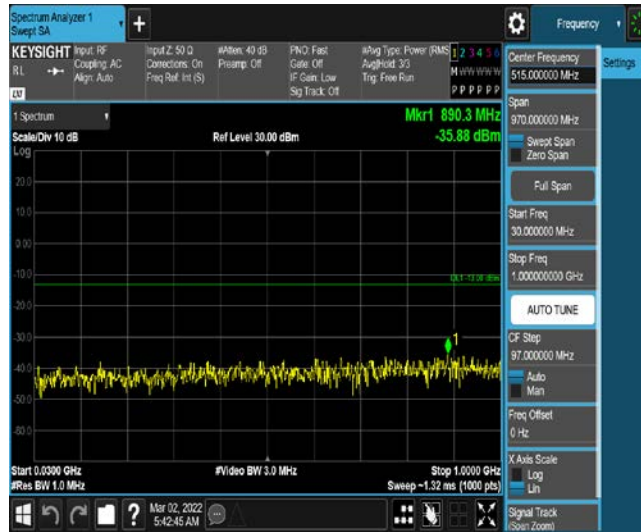 Spectrum Analyzer 1
Swept SA
+
Frequency
KEYSIGHT
Input: RF
Coupling: AC
Align: Auto
Input Z: 50 Ω
Corrections: On
Freq Ref: Int (S)
#Atten: 40 dB
Preamp: Off
PNO: Fast
Gate: Off
IF Gain: Low
Sig Track: Off
#Avg Type: Power (RMS
Avg|Hold: 3/3
Trig: Free Run
1 2 3 4 5 6
M W W W W W
P P P P P P
RL
LXI
1 Spectrum
Mkr1 890.3 MHz
Scale/Div 10 dB
Ref Level 30.00 dBm
-35.88 dBm
Log
20.0
10.0
0.00
-10.0
DL1 -13.00 dBm
-20.0
-30.0
1
-40.0
-50.0
-60.0
Start 0.0300 GHz
#Video BW 3.0 MHz
Stop 1.0000 GHz
#Res BW 1.0 MHz
Sweep ~1.32 ms (1000 pts)
Mar 02, 2022
5:42:45 AM
Center Frequency
515.000000 MHz
Settings
Span
970.000000 MHz
Swept Span
Zero Span
Full Span
Start Freq
30.000000 MHz
Stop Freq
1.000000000 GHz
AUTO TUNE
CF Step
97.000000 MHz
Auto
Man
Freq Offset
0 Hz
X Axis Scale
Log
Lin
Signal Track
(Span Zoom)